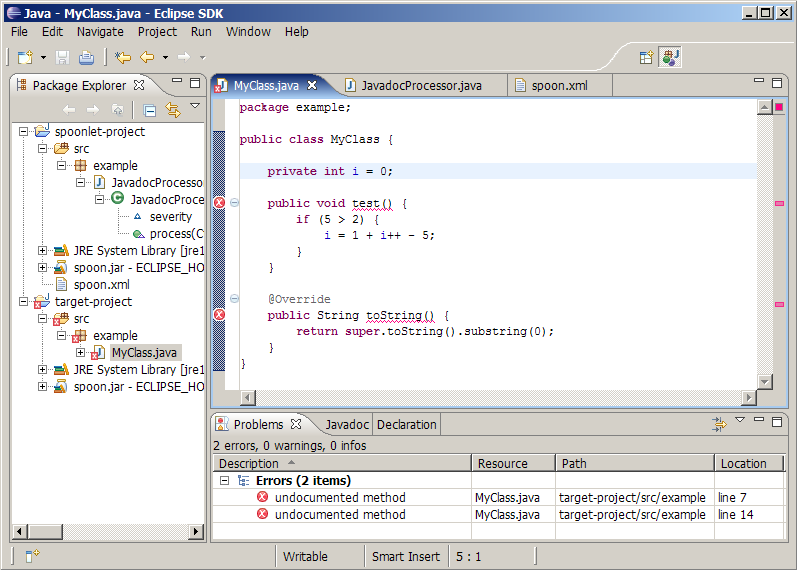 Java - MyClass.java - Eclipse SDK
File Edit Navigate Project Run Window Help
Package Explorer
spoonlet-project
src
example
JavadocProcessor
JavadocProce
severity
process(C
JRE System Library [jre1
spoon.jar - ECLIPSE_HO
spoon.xml
target-project
src
example
MyClass.java
JRE System Library [jre1
spoon.jar - ECLIPSE_HO
MyClass.java JavadocProcessor.java spoon.xml
package example;
public class MyClass {
private int i = 0;
public void test() {
if (5 > 2) {
i = 1 + i++ - 5;
}
}
@Override
public String toString() {
return super.toString().substring(0);
}
}
Problems Javadoc Declaration
2 errors, 0 warnings, 0 infos
Description Resource Path Location
Errors (2 items)
undocumented method MyClass.java target-project/src/example line 7
undocumented method MyClass.java target-project/src/example line 14
Writable Smart Insert 5 : 1